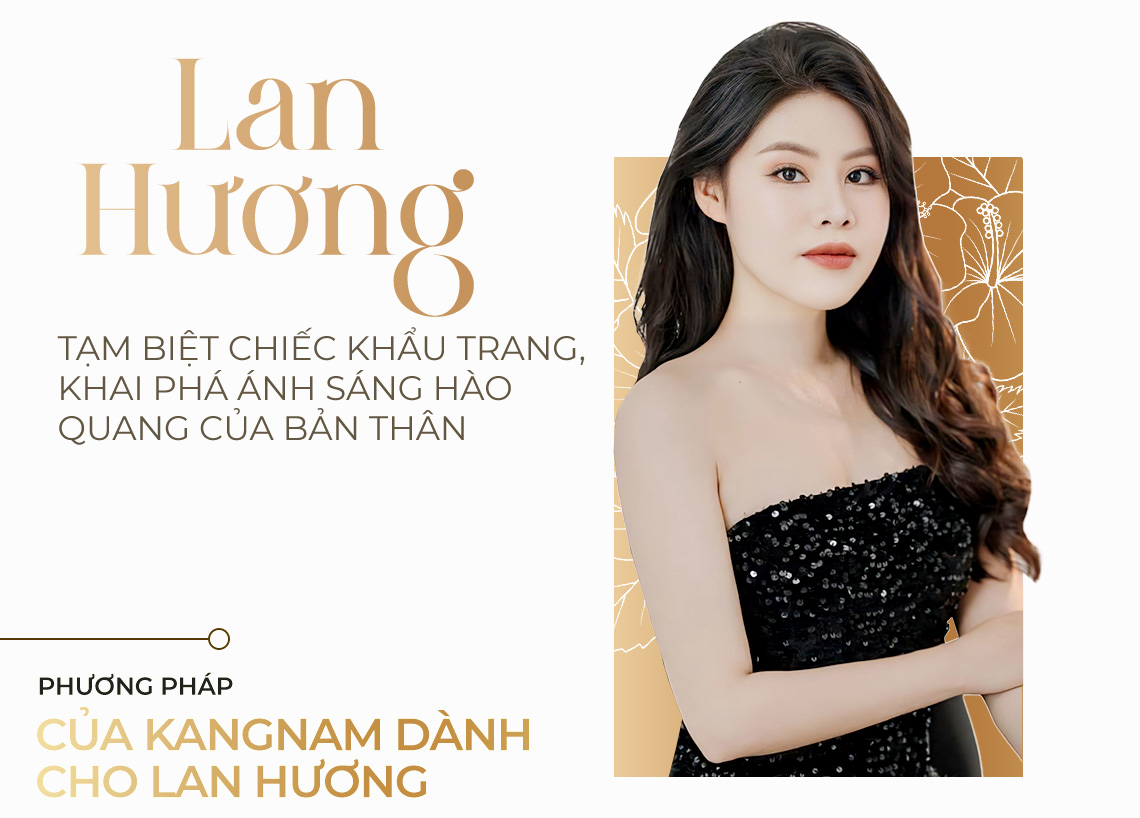 Lan
Hương
TẠM BIỆT CHIẾC KHẨU TRANG,
KHAI PHÁ ÁNH SÁNG HÀO
QUANG CỦA BẢN THÂN
PHƯƠNG PHÁP
CỦA KANGNAM DÀNH
CHO LAN HƯƠNG